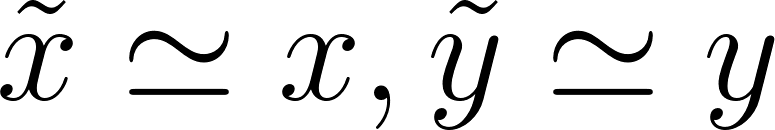 x̃ ≃ x, ỹ ≃ y